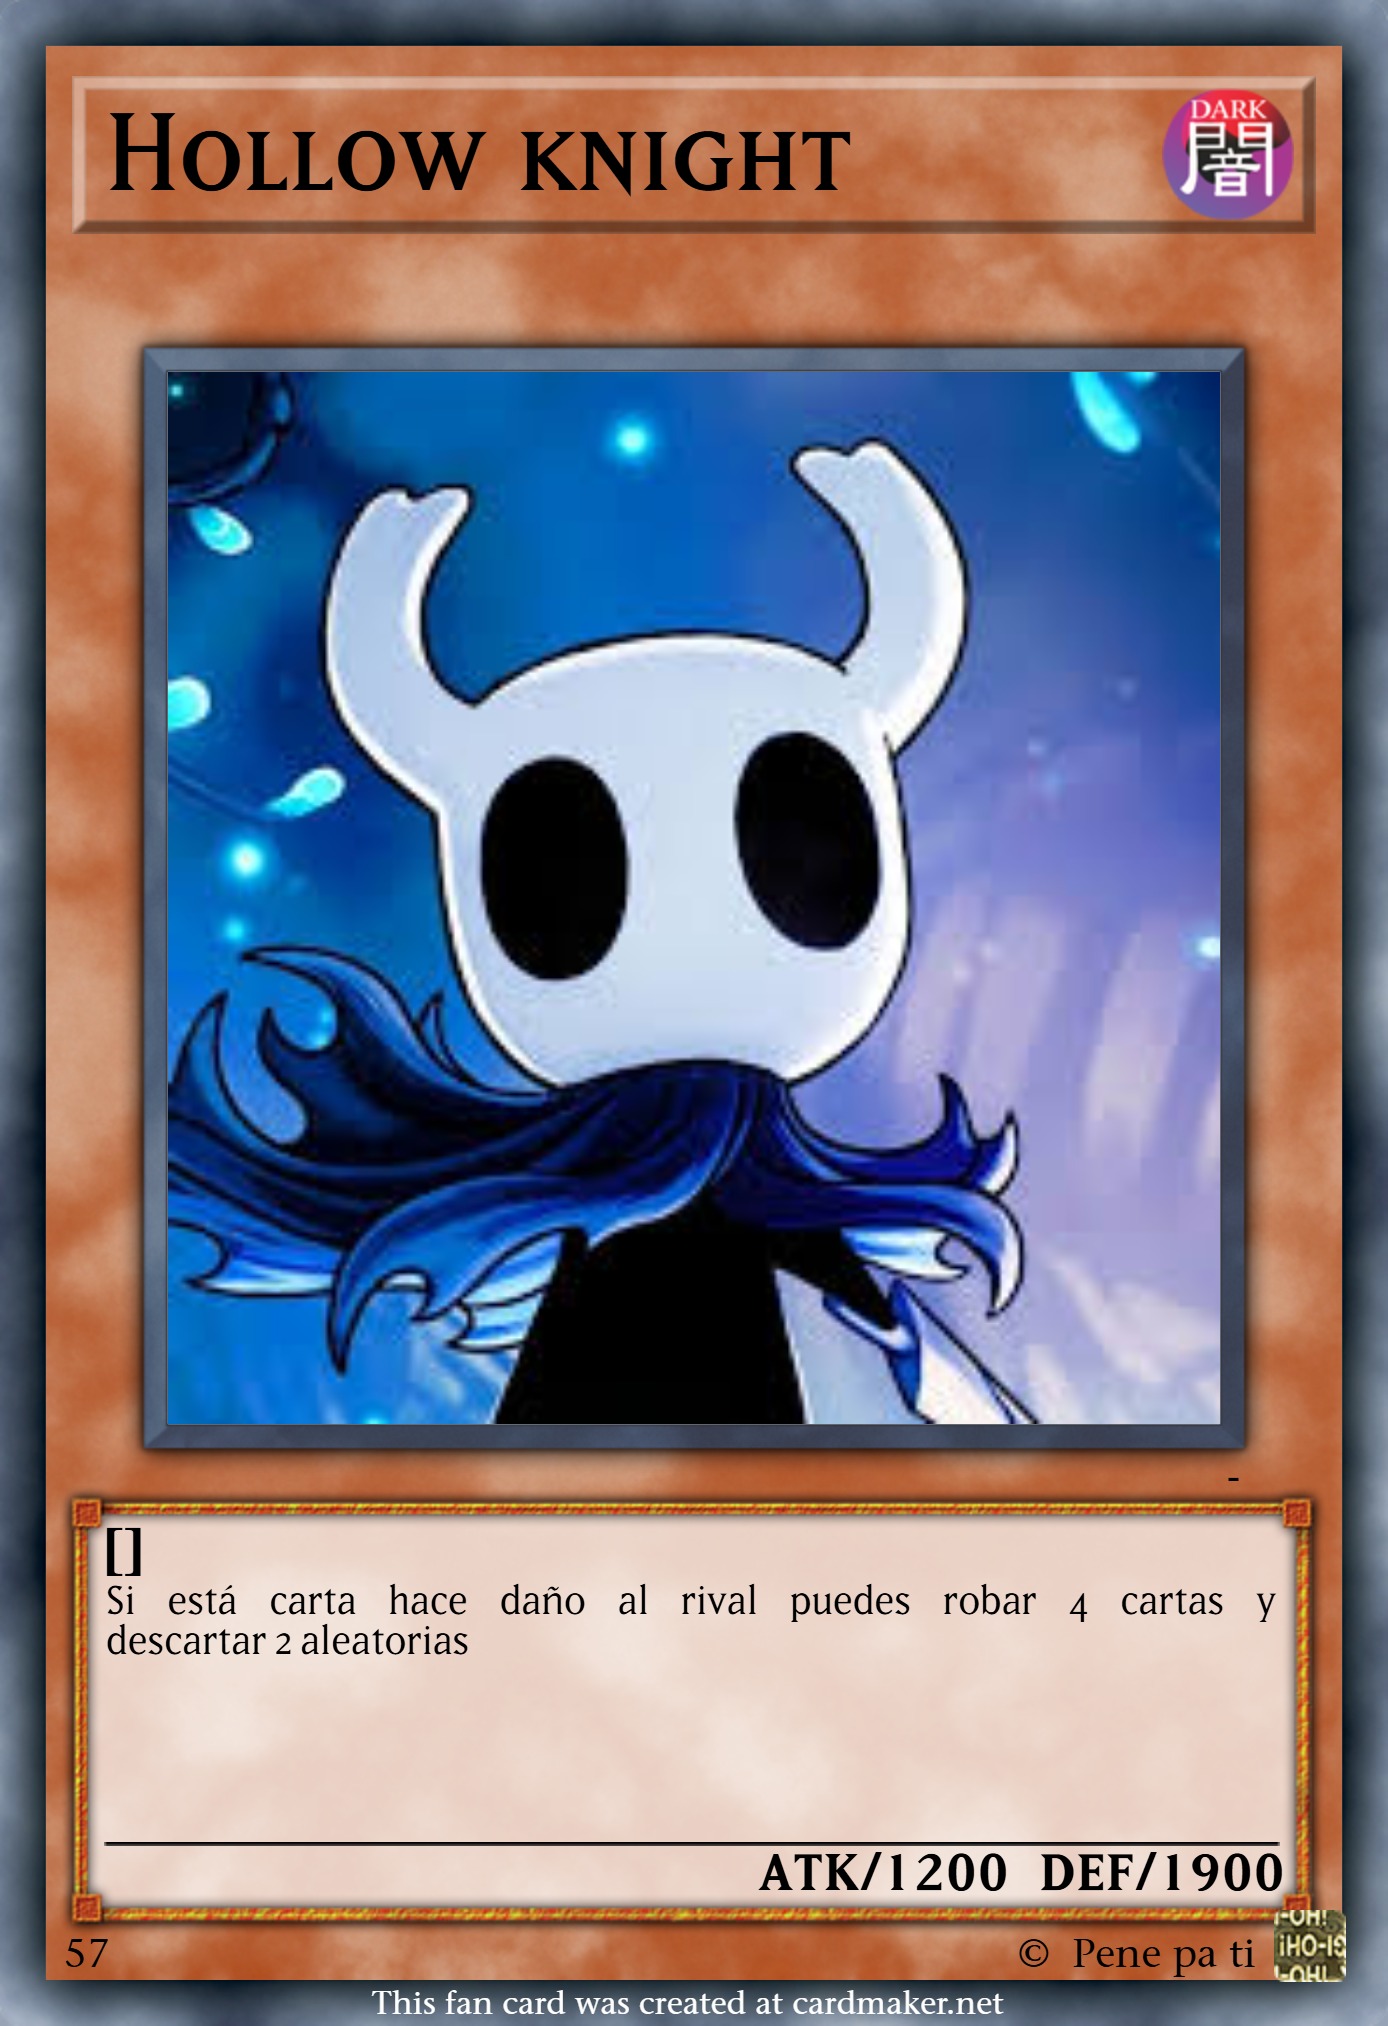 HOLLOW KNIGHT
DARK
闇
-
[]
Si está carta hace daño al rival puedes robar 4 cartas y
descartar 2 aleatorias
ATK/1200 DEF/1900
57
© Pene pa ti
This fan card was created at cardmaker.net